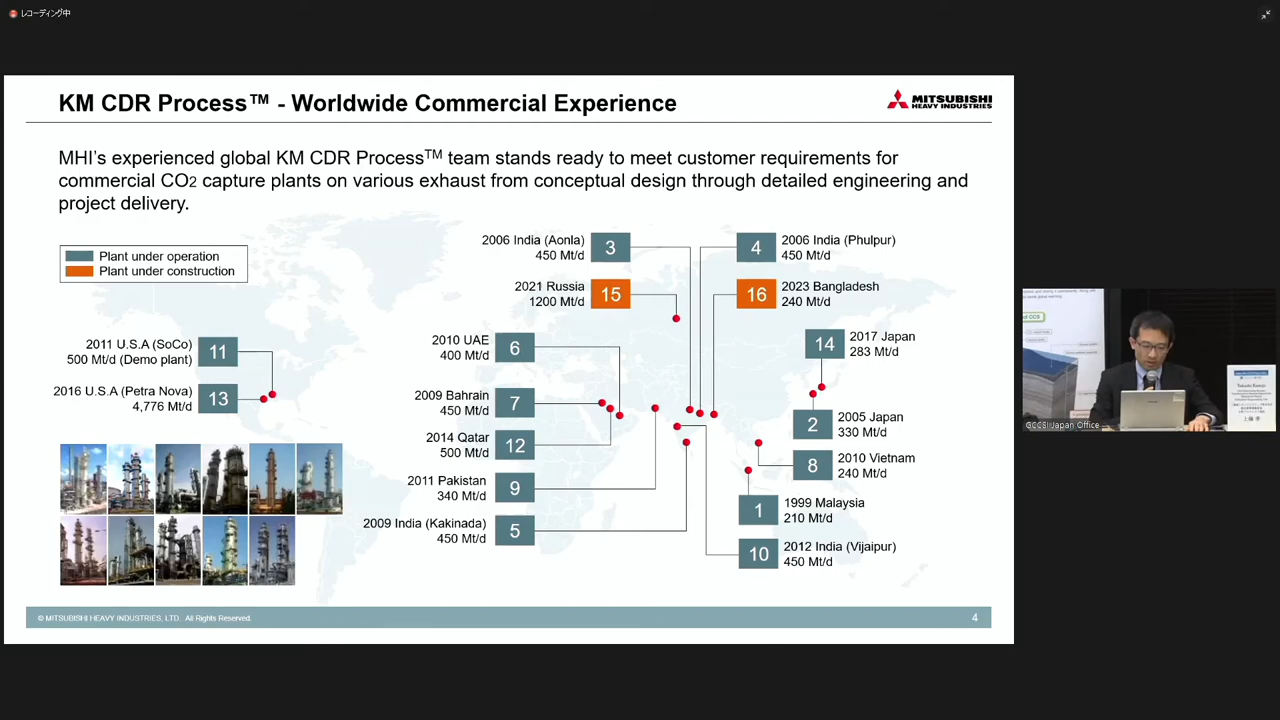 レコーディング中
KM CDR Process™ - Worldwide Commercial Experience
MITSUBISHI
HEAVY INDUSTRIES
MHI's experienced global KM CDR Process™ team stands ready to meet customer requirements for
commercial CO2 capture plants on various exhaust from conceptual design through detailed engineering and
project delivery.
Plant under operation
Plant under construction
2006 India (Aonla)
450 Mt/d
3
4
2006 India (Phulpur)
450 Mt/d
2021 Russia
1200 Mt/d
15
16
2023 Bangladesh
240 Mt/d
2011 U.S.A (SoCo)
500 Mt/d (Demo plant)
11
2010 UAE
400 Mt/d
6
14
2017 Japan
283 Mt/d
2016 U.S.A (Petra Nova)
4,776 Mt/d
13
2009 Bahrain
450 Mt/d
7
2
2005 Japan
330 Mt/d
2014 Qatar
500 Mt/d
12
8
2010 Vietnam
240 Mt/d
2011 Pakistan
340 Mt/d
9
1
1999 Malaysia
210 Mt/d
2009 India (Kakinada)
450 Mt/d
5
10
2012 India (Vijaipur)
450 Mt/d
© MITSUBISHI HEAVY INDUSTRIES, LTD. All Rights Reserved.
4
of CCS
GCCSI Japan Office